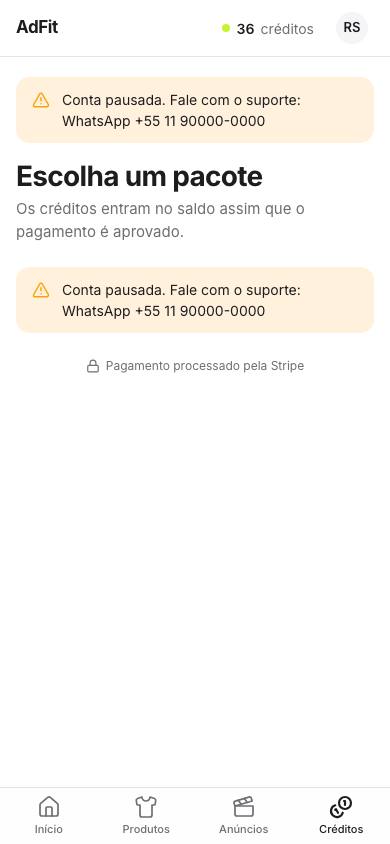 AdFit
36 créditos
RS
Conta pausada. Fale com o suporte:
WhatsApp +55 11 90000-0000
Escolha um pacote
Os créditos entram no saldo assim que o
pagamento é aprovado.
Conta pausada. Fale com o suporte:
WhatsApp +55 11 90000-0000
Pagamento processado pela Stripe
Início
Produtos
Anúncios
Créditos